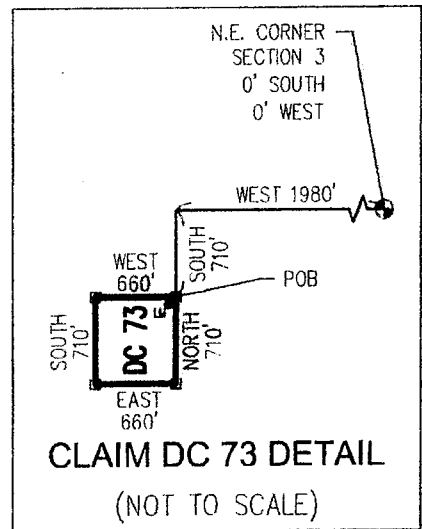 N.E. CORNER
SECTION 3
0' SOUTH
0' WEST
WEST 1980'
SOUTH
710'
POB
WEST
660'
SOUTH
710'
DC 73
NORTH
710'
EAST
660'
CLAIM DC 73 DETAIL
(NOT TO SCALE)